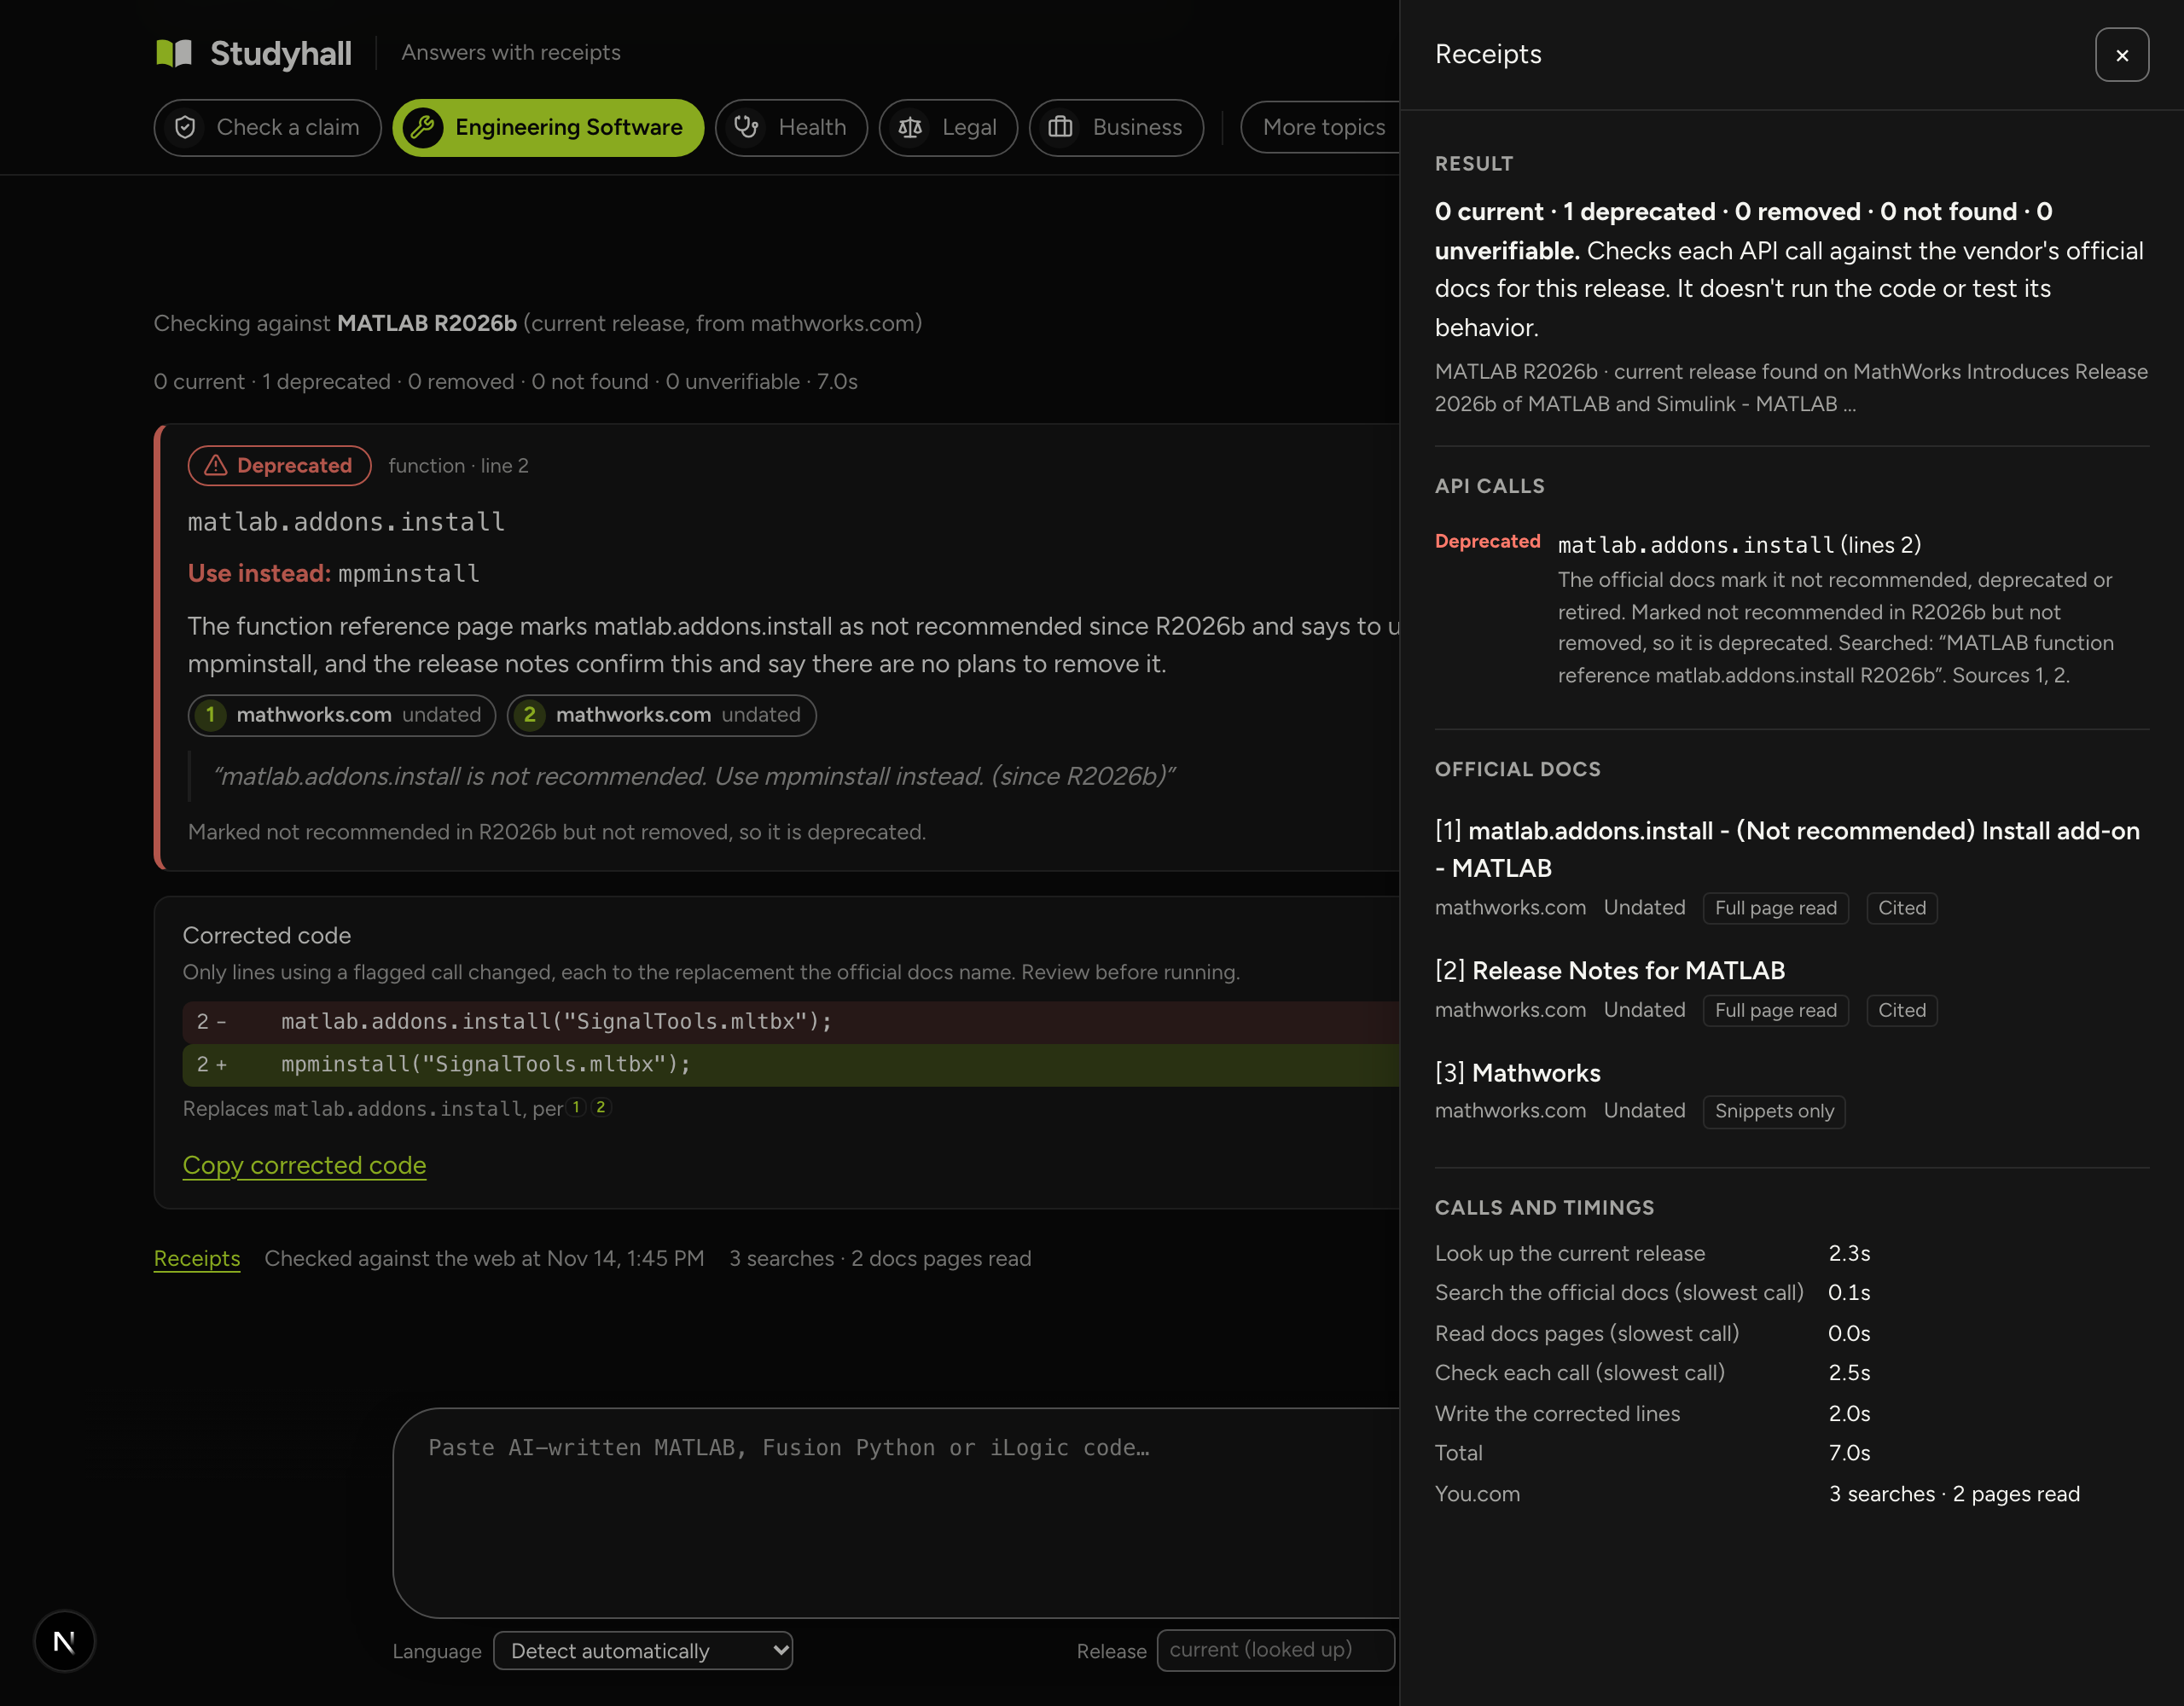 Studyhall
Answers with receipts
Check a claim
Engineering Software
Health
Legal
Business
More topics
Checking against MATLAB R2026b (current release, from mathworks.com)
0 current · 1 deprecated · 0 removed · 0 not found · 0 unverifiable · 7.0s
Deprecated
function · line 2
matlab.addons.install
Use instead: mpminstall
The function reference page marks matlab.addons.install as not recommended since R2026b and says to u
mpminstall, and the release notes confirm this and say there are no plans to remove it.
1 mathworks.com undated
2 mathworks.com undated
“matlab.addons.install is not recommended. Use mpminstall instead. (since R2026b)”
Marked not recommended in R2026b but not removed, so it is deprecated.
Corrected code
Only lines using a flagged call changed, each to the replacement the official docs name. Review before running.
2 − matlab.addons.install("SignalTools.mltbx");
2 + mpminstall("SignalTools.mltbx");
Replaces matlab.addons.install, per 1 2
Copy corrected code
Receipts
Checked against the web at Nov 14, 1:45 PM
3 searches · 2 docs pages read
Paste AI-written MATLAB, Fusion Python or iLogic code…
N
Language
Detect automatically
Release
current (looked up)
Receipts
×
RESULT
0 current · 1 deprecated · 0 removed · 0 not found · 0
unverifiable. Checks each API call against the vendor's official
docs for this release. It doesn't run the code or test its
behavior.
MATLAB R2026b · current release found on MathWorks Introduces Release
2026b of MATLAB and Simulink - MATLAB ...
API CALLS
Deprecated
matlab.addons.install (lines 2)
The official docs mark it not recommended, deprecated or
retired. Marked not recommended in R2026b but not
removed, so it is deprecated. Searched: “MATLAB function
reference matlab.addons.install R2026b”. Sources 1, 2.
OFFICIAL DOCS
[1] matlab.addons.install - (Not recommended) Install add-on
- MATLAB
mathworks.com Undated Full page read Cited
[2] Release Notes for MATLAB
mathworks.com Undated Full page read Cited
[3] Mathworks
mathworks.com Undated Snippets only
CALLS AND TIMINGS
Look up the current release 2.3s
Search the official docs (slowest call) 0.1s
Read docs pages (slowest call) 0.0s
Check each call (slowest call) 2.5s
Write the corrected lines 2.0s
Total 7.0s
You.com 3 searches · 2 pages read